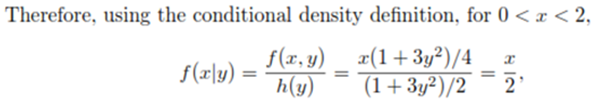 Therefore, using the conditional density definition, for 0 < x < 2,
f(x|y) = f(x, y)/h(y) = x(1 + 3y²)/4 / (1 + 3y²)/2 = x/2,